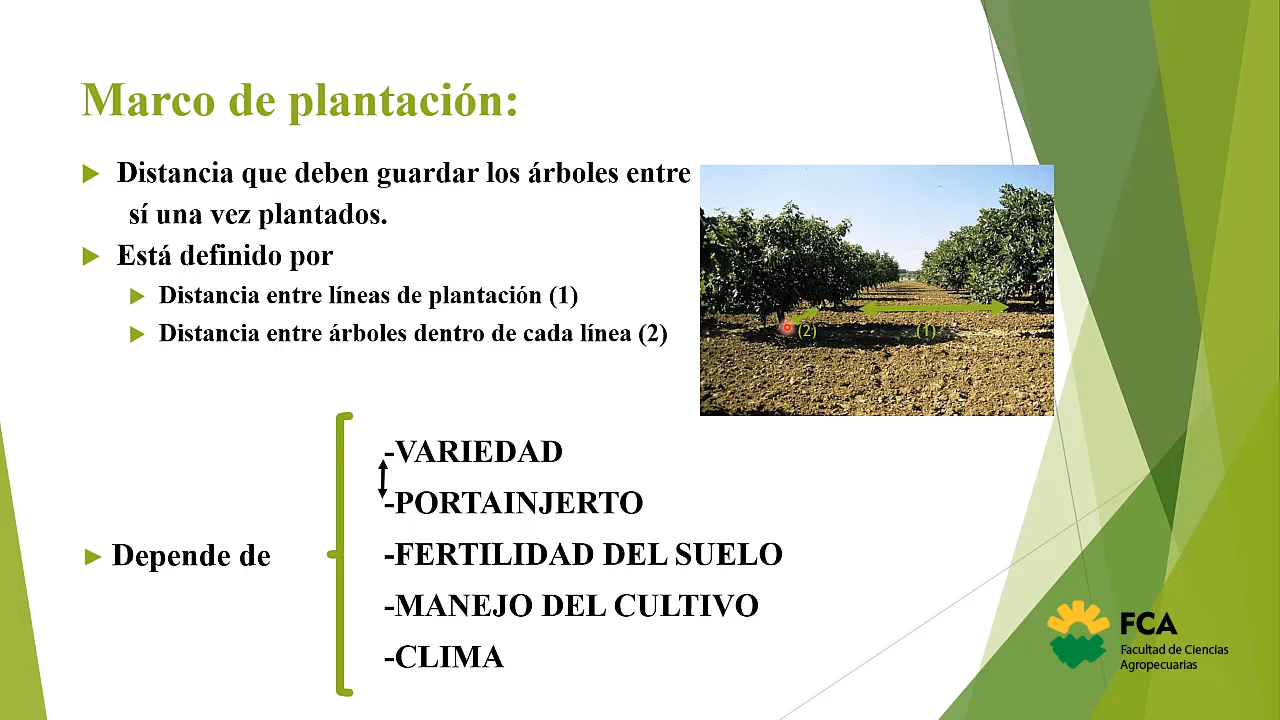 Marco de plantación:
Distancia que deben guardar los árboles entre
sí una vez plantados.
Está definido por
Distancia entre líneas de plantación (1)
Distancia entre árboles dentro de cada línea (2)
(2)
(1)
Depende de
-VARIEDAD
-PORTAINJERTO
-FERTILIDAD DEL SUELO
-MANEJO DEL CULTIVO
-CLIMA
FCA
Facultad de Ciencias
Agropecuarias